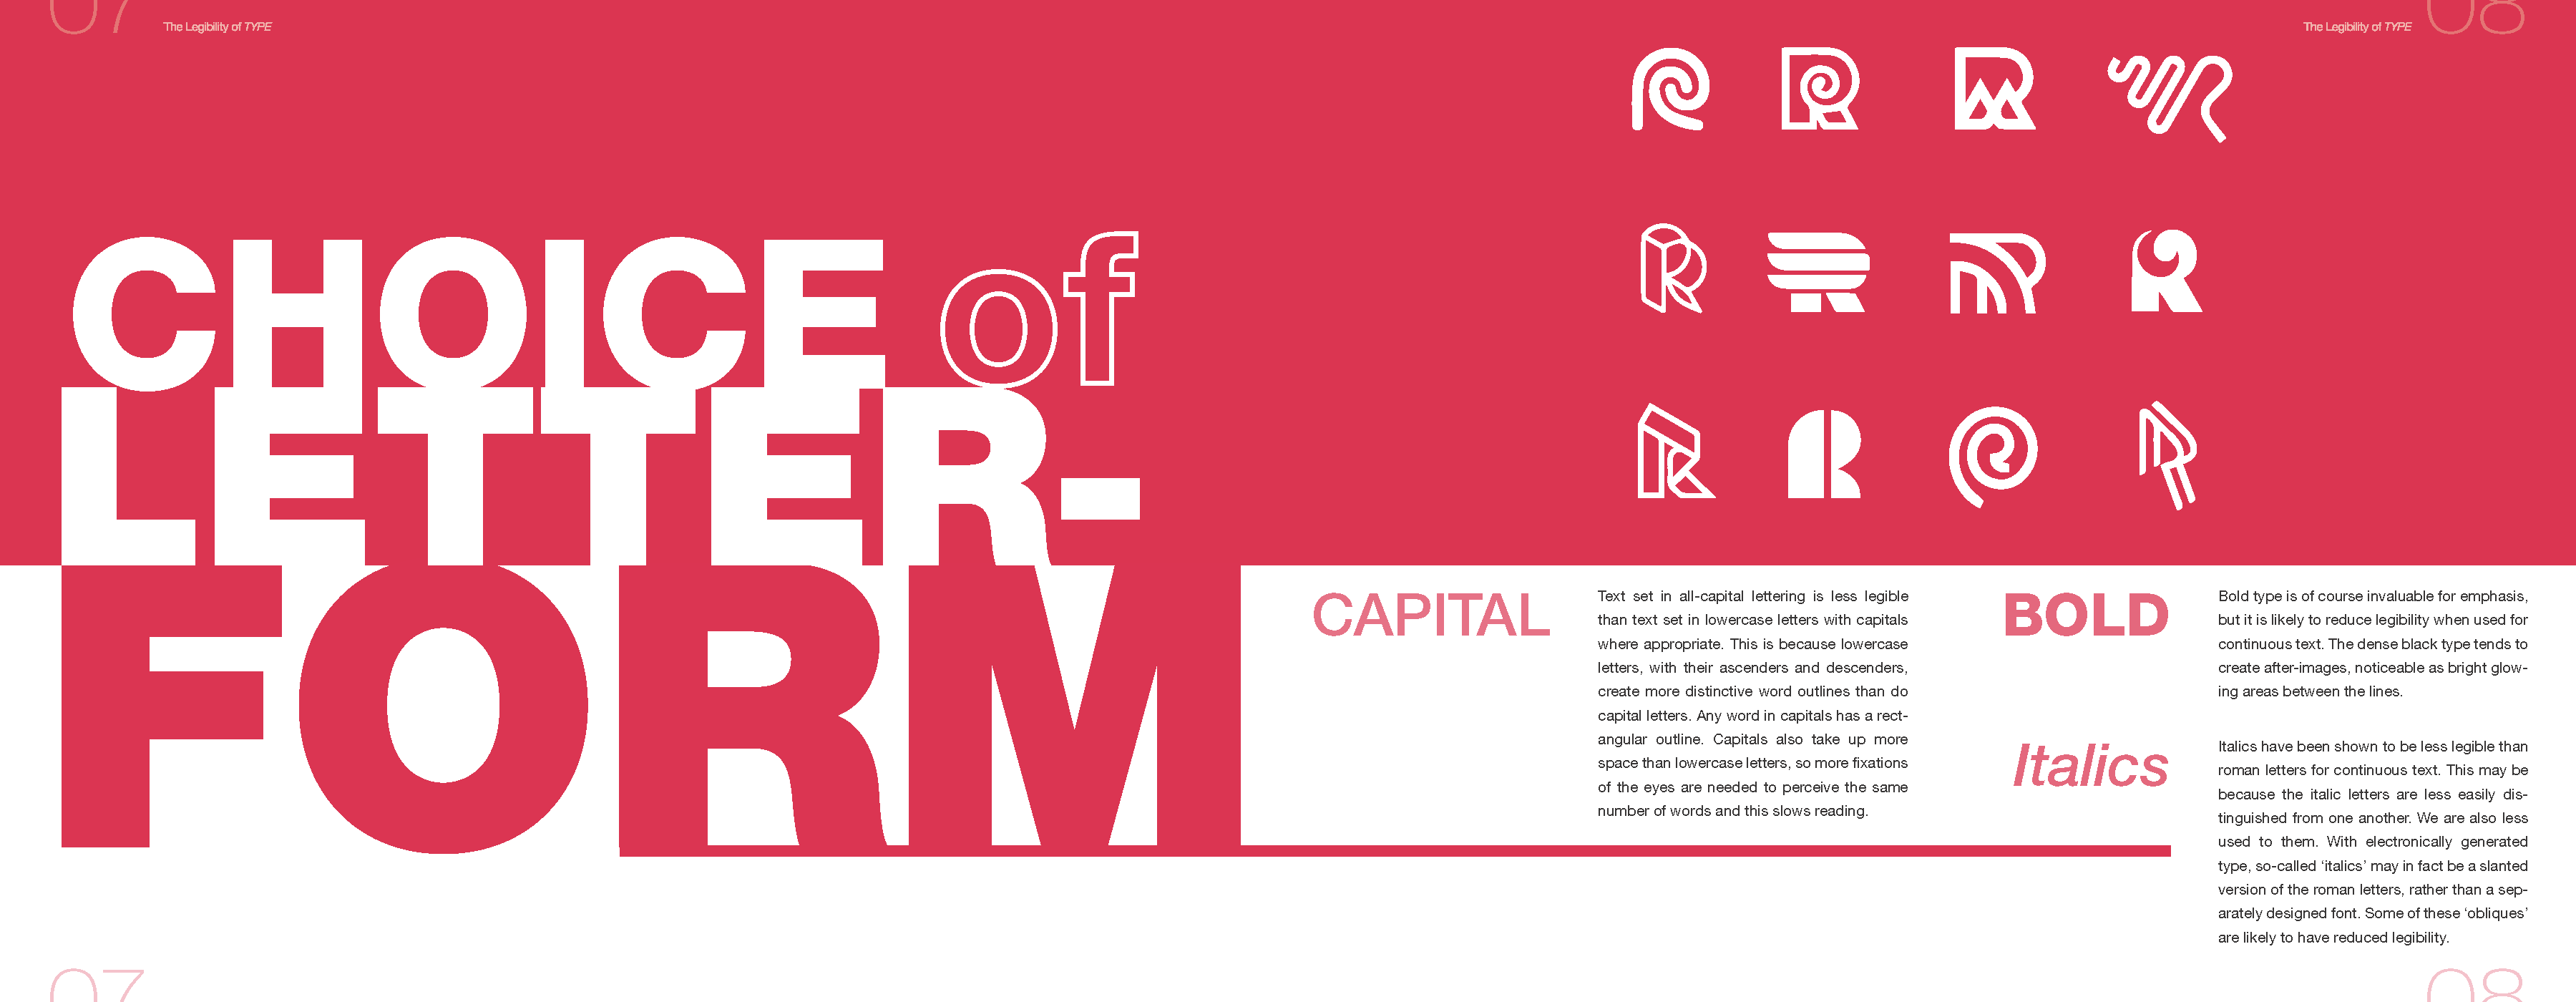 07
The Legibility of TYPE
The Legibility of TYPE
08
CHOICE of
LETTER-
FORM
CAPITAL
Text set in all-capital lettering is less legible
than text set in lowercase letters with capitals
where appropriate. This is because lowercase
letters, with their ascenders and descenders,
create more distinctive word outlines than do
capital letters. Any word in capitals has a rect-
angular outline. Capitals also take up more
space than lowercase letters, so more fixations
of the eyes are needed to perceive the same
number of words and this slows reading.
BOLD
Bold type is of course invaluable for emphasis,
but it is likely to reduce legibility when used for
continuous text. The dense black type tends to
create after-images, noticeable as bright glow-
ing areas between the lines.
Italics
Italics have been shown to be less legible than
roman letters for continuous text. This may be
because the italic letters are less easily dis-
tinguished from one another. We are also less
used to them. With electronically generated
type, so-called ‘italics’ may in fact be a slanted
version of the roman letters, rather than a sep-
arately designed font. Some of these ‘obliques’
are likely to have reduced legibility.
07
08